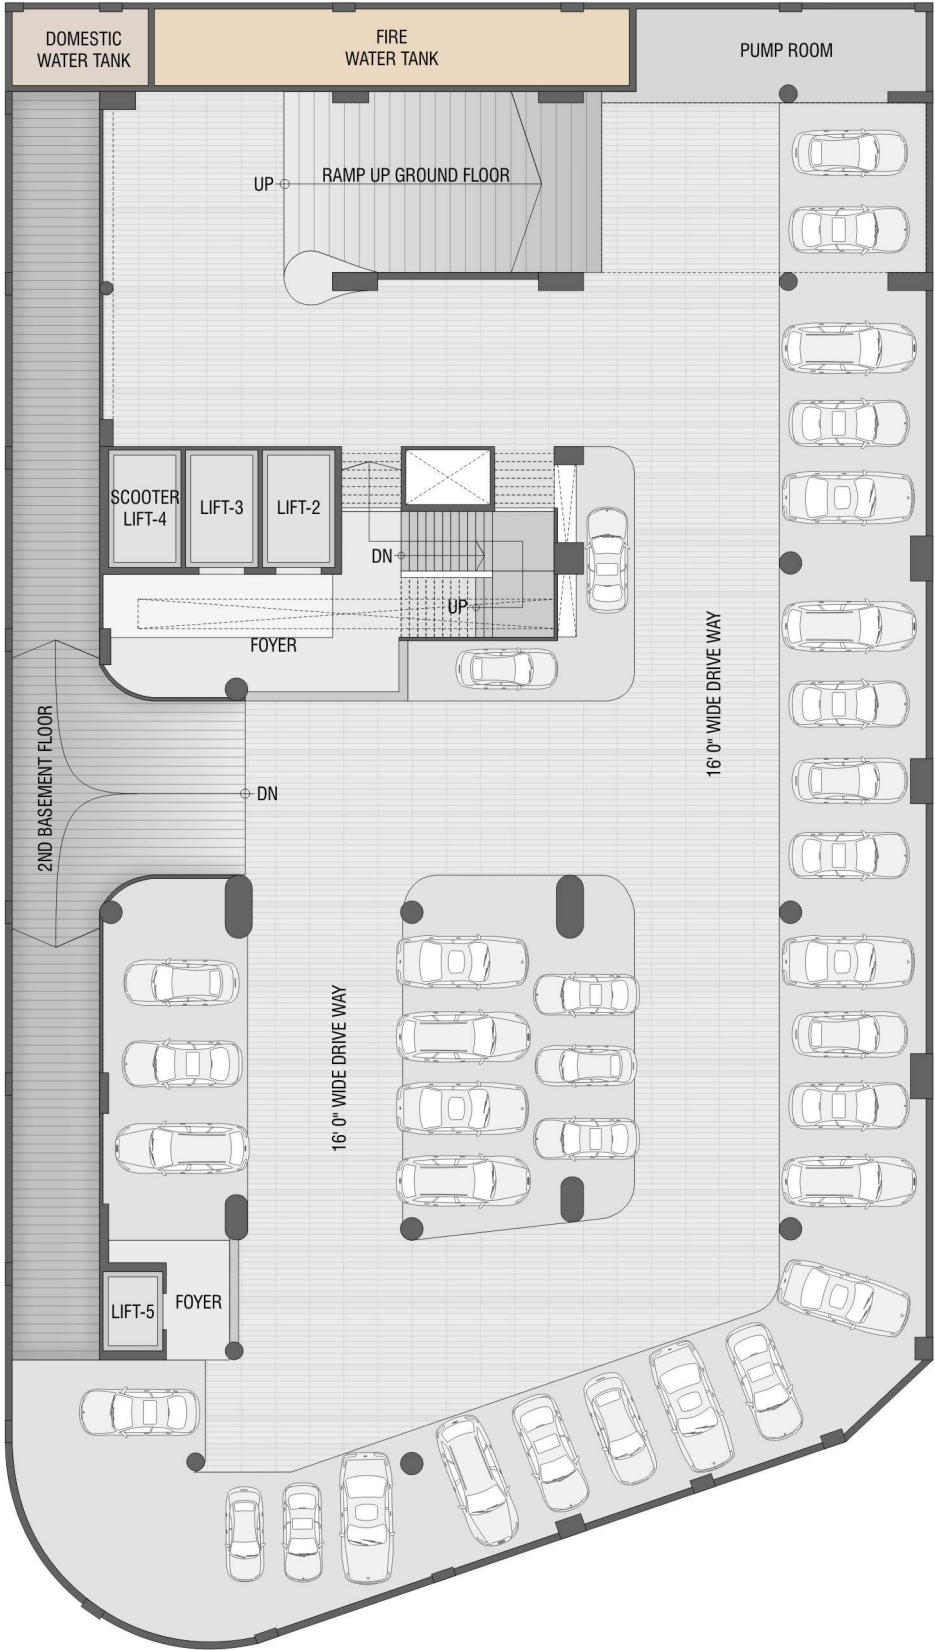 DOMESTIC
WATER TANK
FIRE
WATER TANK
PUMP ROOM
UP
RAMP UP GROUND FLOOR
SCOOTER
LIFT-4
LIFT-3
LIFT-2
DN
UP
FOYER
16' 0" WIDE DRIVE WAY
2ND BASEMENT FLOOR
DN
16' 0" WIDE DRIVE WAY
LIFT-5
FOYER